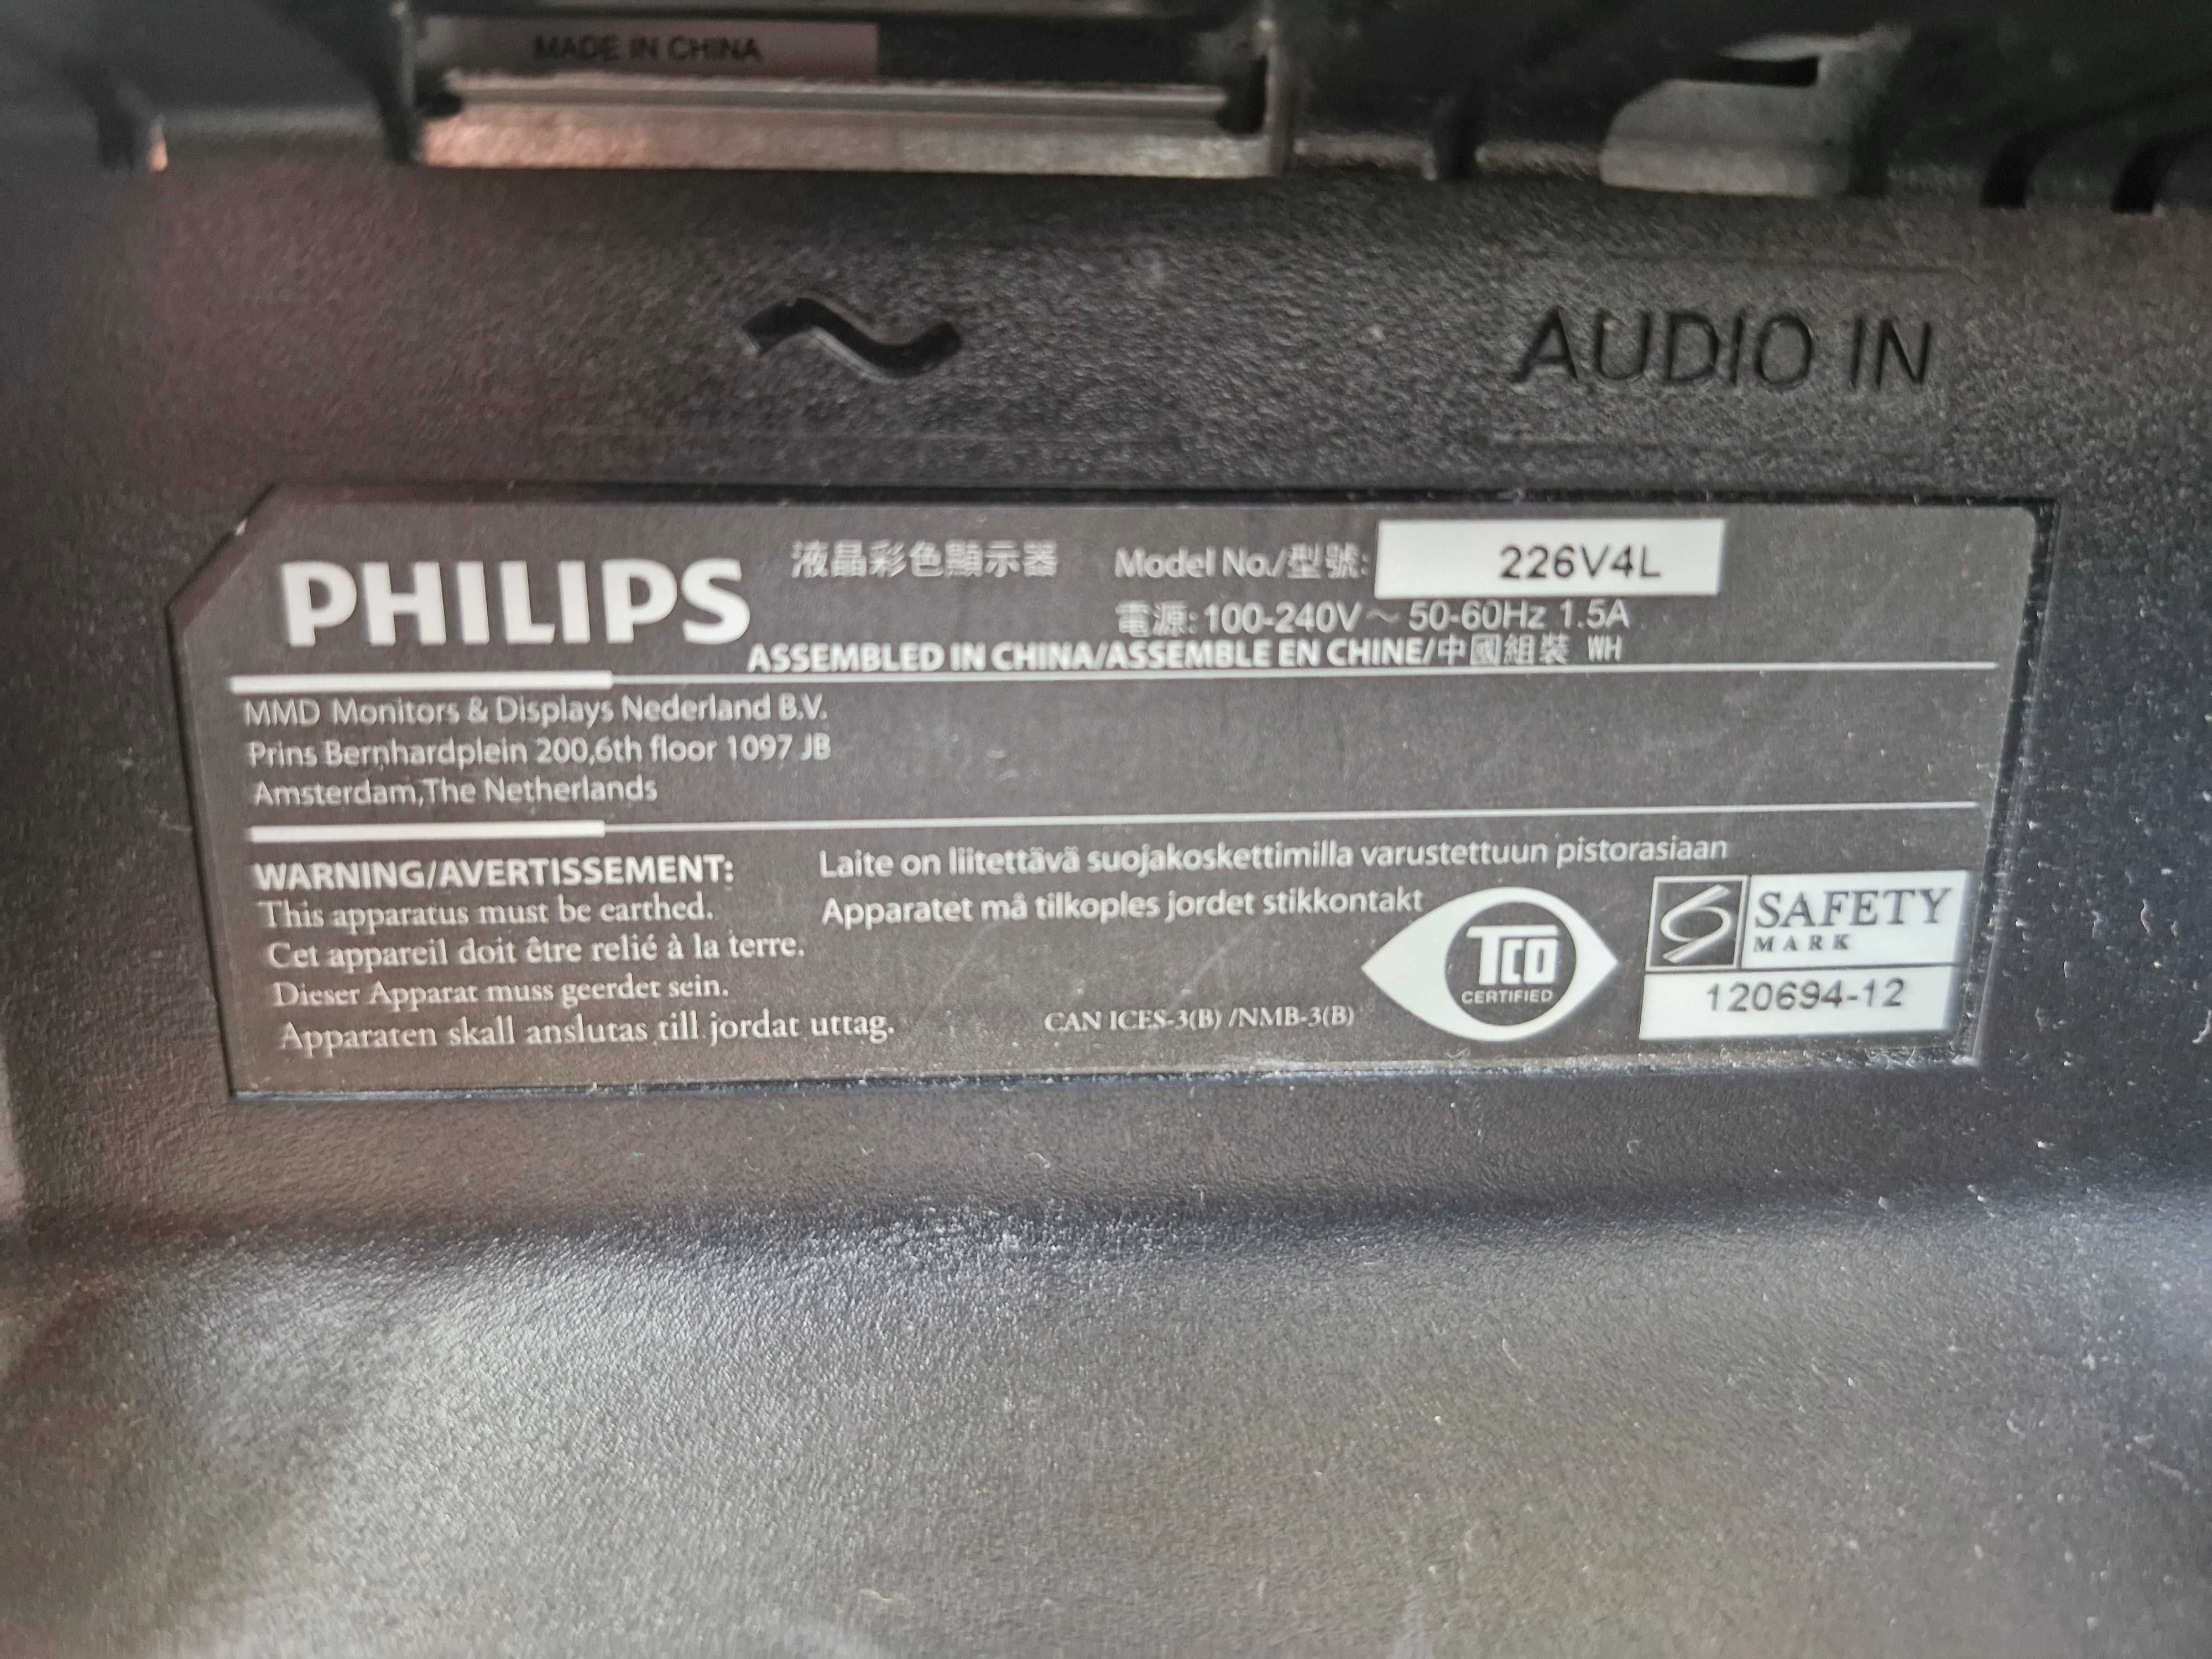 MADE IN CHINA
AUDIO IN
PHILIPS 液晶彩色顯示器 Model No./型號: 226V4L
電源: 100-240V ~ 50-60Hz 1.5A
ASSEMBLED IN CHINA/ASSEMBLE EN CHINE/中國組裝 WH
MMD Monitors & Displays Nederland B.V.
Prins Bernhardplein 200,6th floor 1097 JB
Amsterdam,The Netherlands
WARNING/AVERTISSEMENT:
This apparatus must be earthed.
Cet appareil doit être relié à la terre.
Dieser Apparat muss geerdet sein.
Apparaten skall anslutas till jordat uttag.
Laite on liitettävä suojakoskettimilla varustettuun pistorasiaan
Apparatet må tilkoples jordet stikkontakt
CAN ICES-3(B) /NMB-3(B)
TCO
CERTIFIED
SAFETY
MARK
120694-12